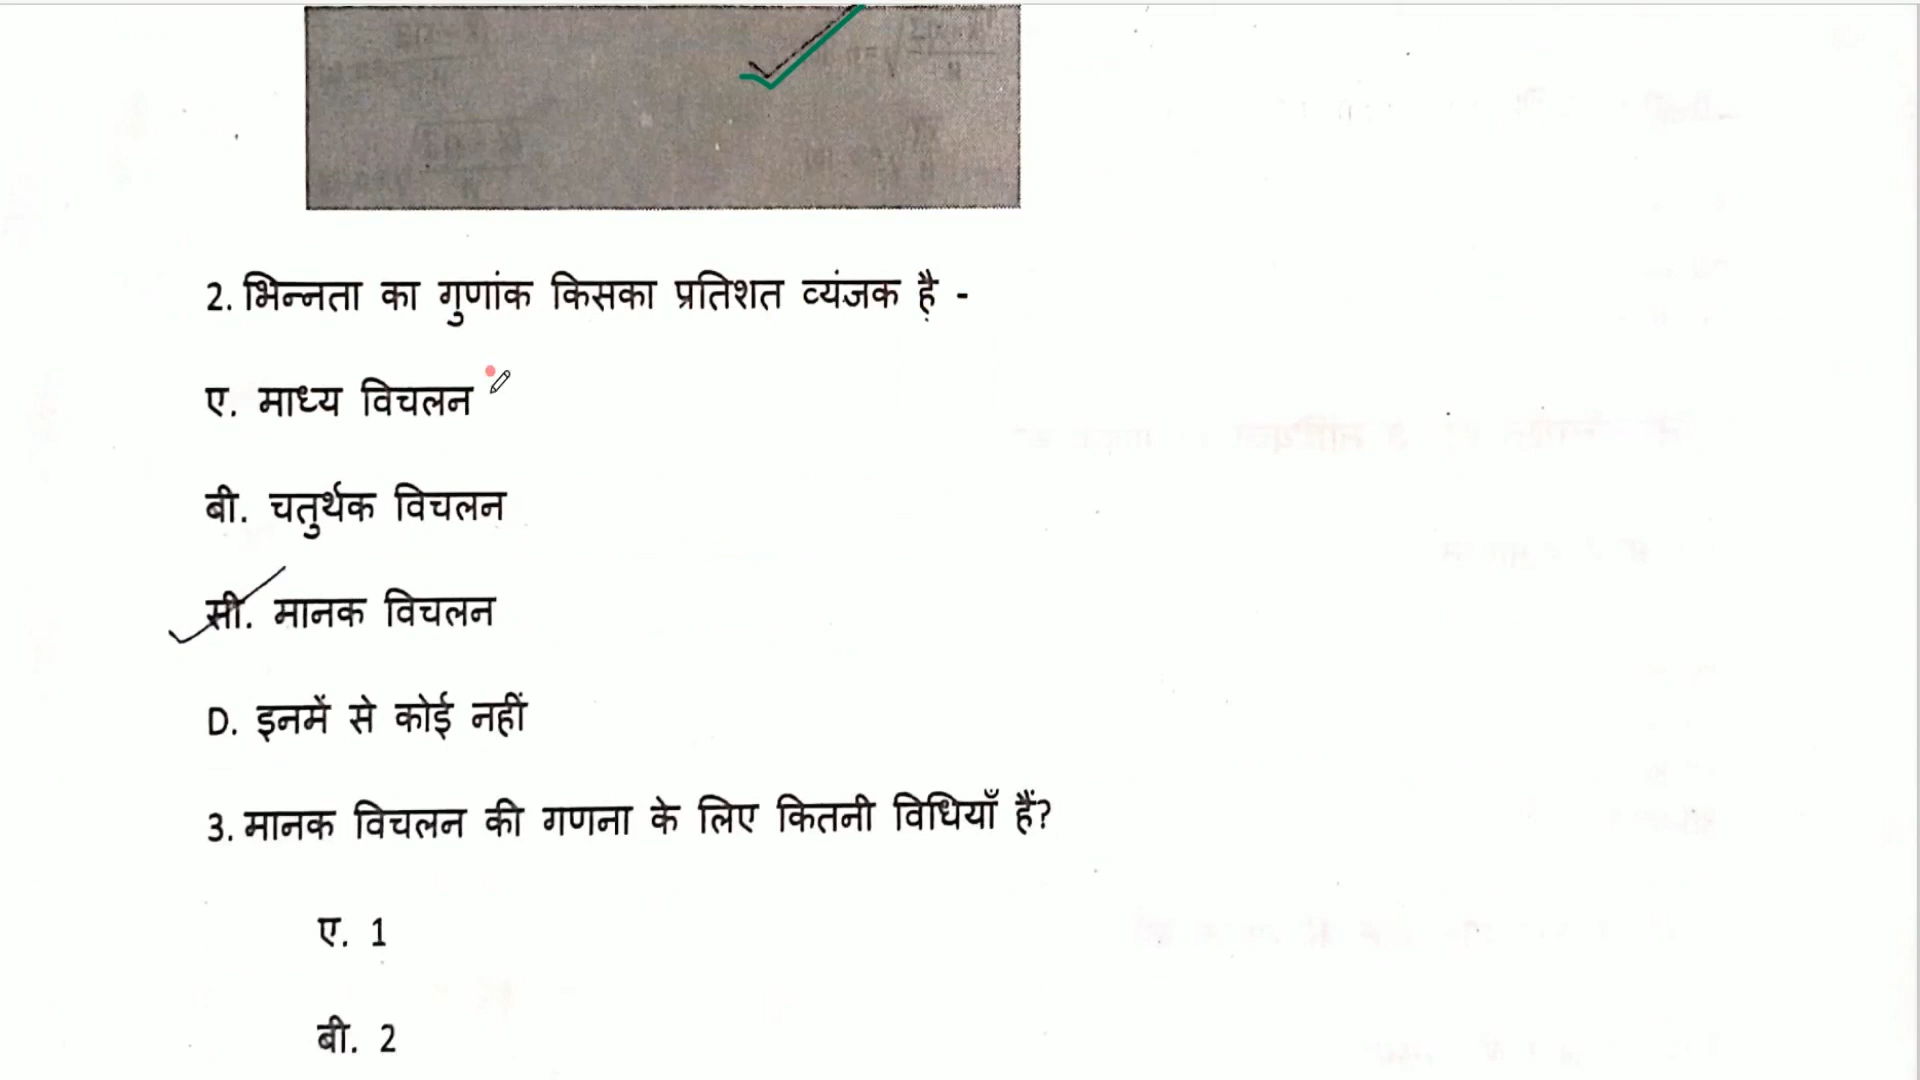 2. भिन्नता का गुणांक किसका प्रतिशत व्यंजक है -
ए. माध्य विचलन
बी. चतुर्थक विचलन
सी. मानक विचलन
D. इनमें से कोई नहीं
3. मानक विचलन की गणना के लिए कितनी विधियाँ हैं?
ए. 1
बी. 2